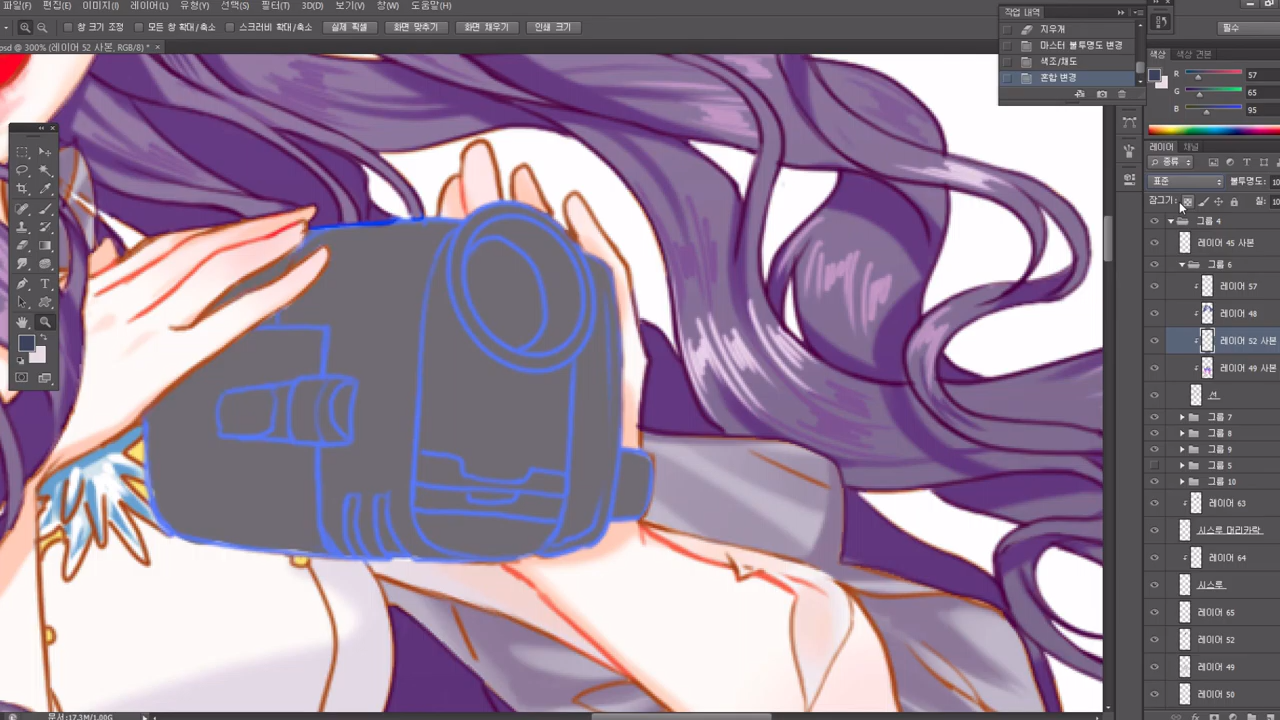 파일(F) 편집(E) 이미지(I) 레이어(L) 유형(Y) 선택(S) 필터(T) 3D(D) 보기(V) 창(W) 도움말(H)
창 크기 조정 모든 창 확대/축소 스크러비 확대/축소 실제 픽셀 화면 맞추기 화면 채우기 인쇄 크기
필수
psd @ 300% (레이어 52 사본, RGB/8) * ×
작업 내역
지우개
마스터 불투명도 변경
색조/채도
혼합 변경
색상 색상 견본
R 57
G 65
B 95
레이어 채널
종류
표준 불투명도: 10
잠그기: 칠: 10
그룹 4
레이어 45 사본
그룹 6
레이어 57
레이어 48
레이어 52 사본
레이어 49 사본
선
그룹 7
그룹 8
그룹 9
그룹 5
그룹 10
레이어 63
시스루 머리카락
레이어 64
시스루
레이어 65
레이어 52
레이어 49
레이어 50
문서:17.3M/1.00G